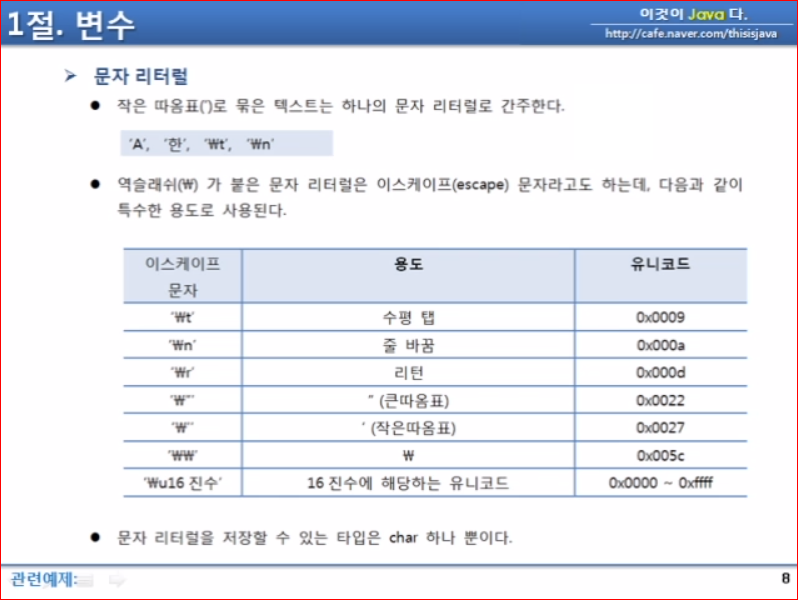 1절. 변수
이것이 Java 다.
http://cafe.naver.com/thisisjava
➤ 문자 리터럴
● 작은 따옴표(')로 묶은 텍스트는 하나의 문자 리터럴로 간주한다.
'A', '한', '₩t', '₩n'
● 역슬래쉬(₩) 가 붙은 문자 리터럴은 이스케이프(escape) 문자라고도 하는데, 다음과 같이
특수한 용도로 사용된다.
이스케이프 용도 유니코드
문자
'₩t' 수평 탭 0x0009
'₩n' 줄 바꿈 0x000a
'₩r' 리턴 0x000d
'₩"' " (큰따옴표) 0x0022
'₩'' ' (작은따옴표) 0x0027
'₩₩' ₩ 0x005c
'₩u16 진수' 16 진수에 해당하는 유니코드 0x0000 ~ 0xffff
● 문자 리터럴을 저장할 수 있는 타입은 char 하나 뿐이다.
관련예제:
8